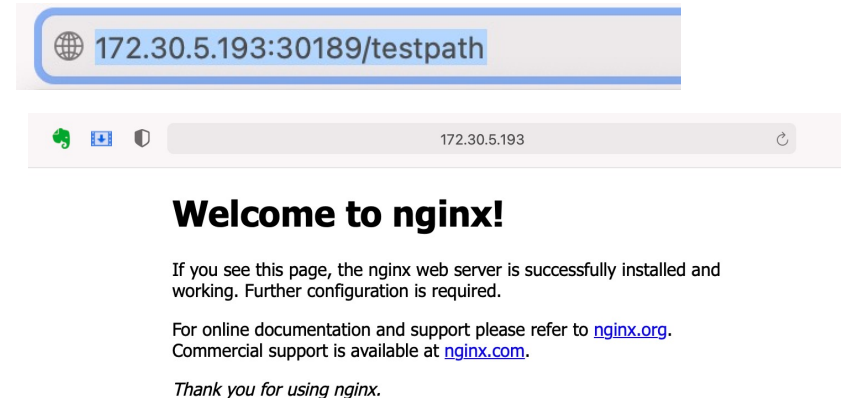 172.30.5.193:30189/testpath
172.30.5.193
Welcome to nginx!
If you see this page, the nginx web server is successfully installed and
working. Further configuration is required.
For online documentation and support please refer to nginx.org.
Commercial support is available at nginx.com.
Thank you for using nginx.